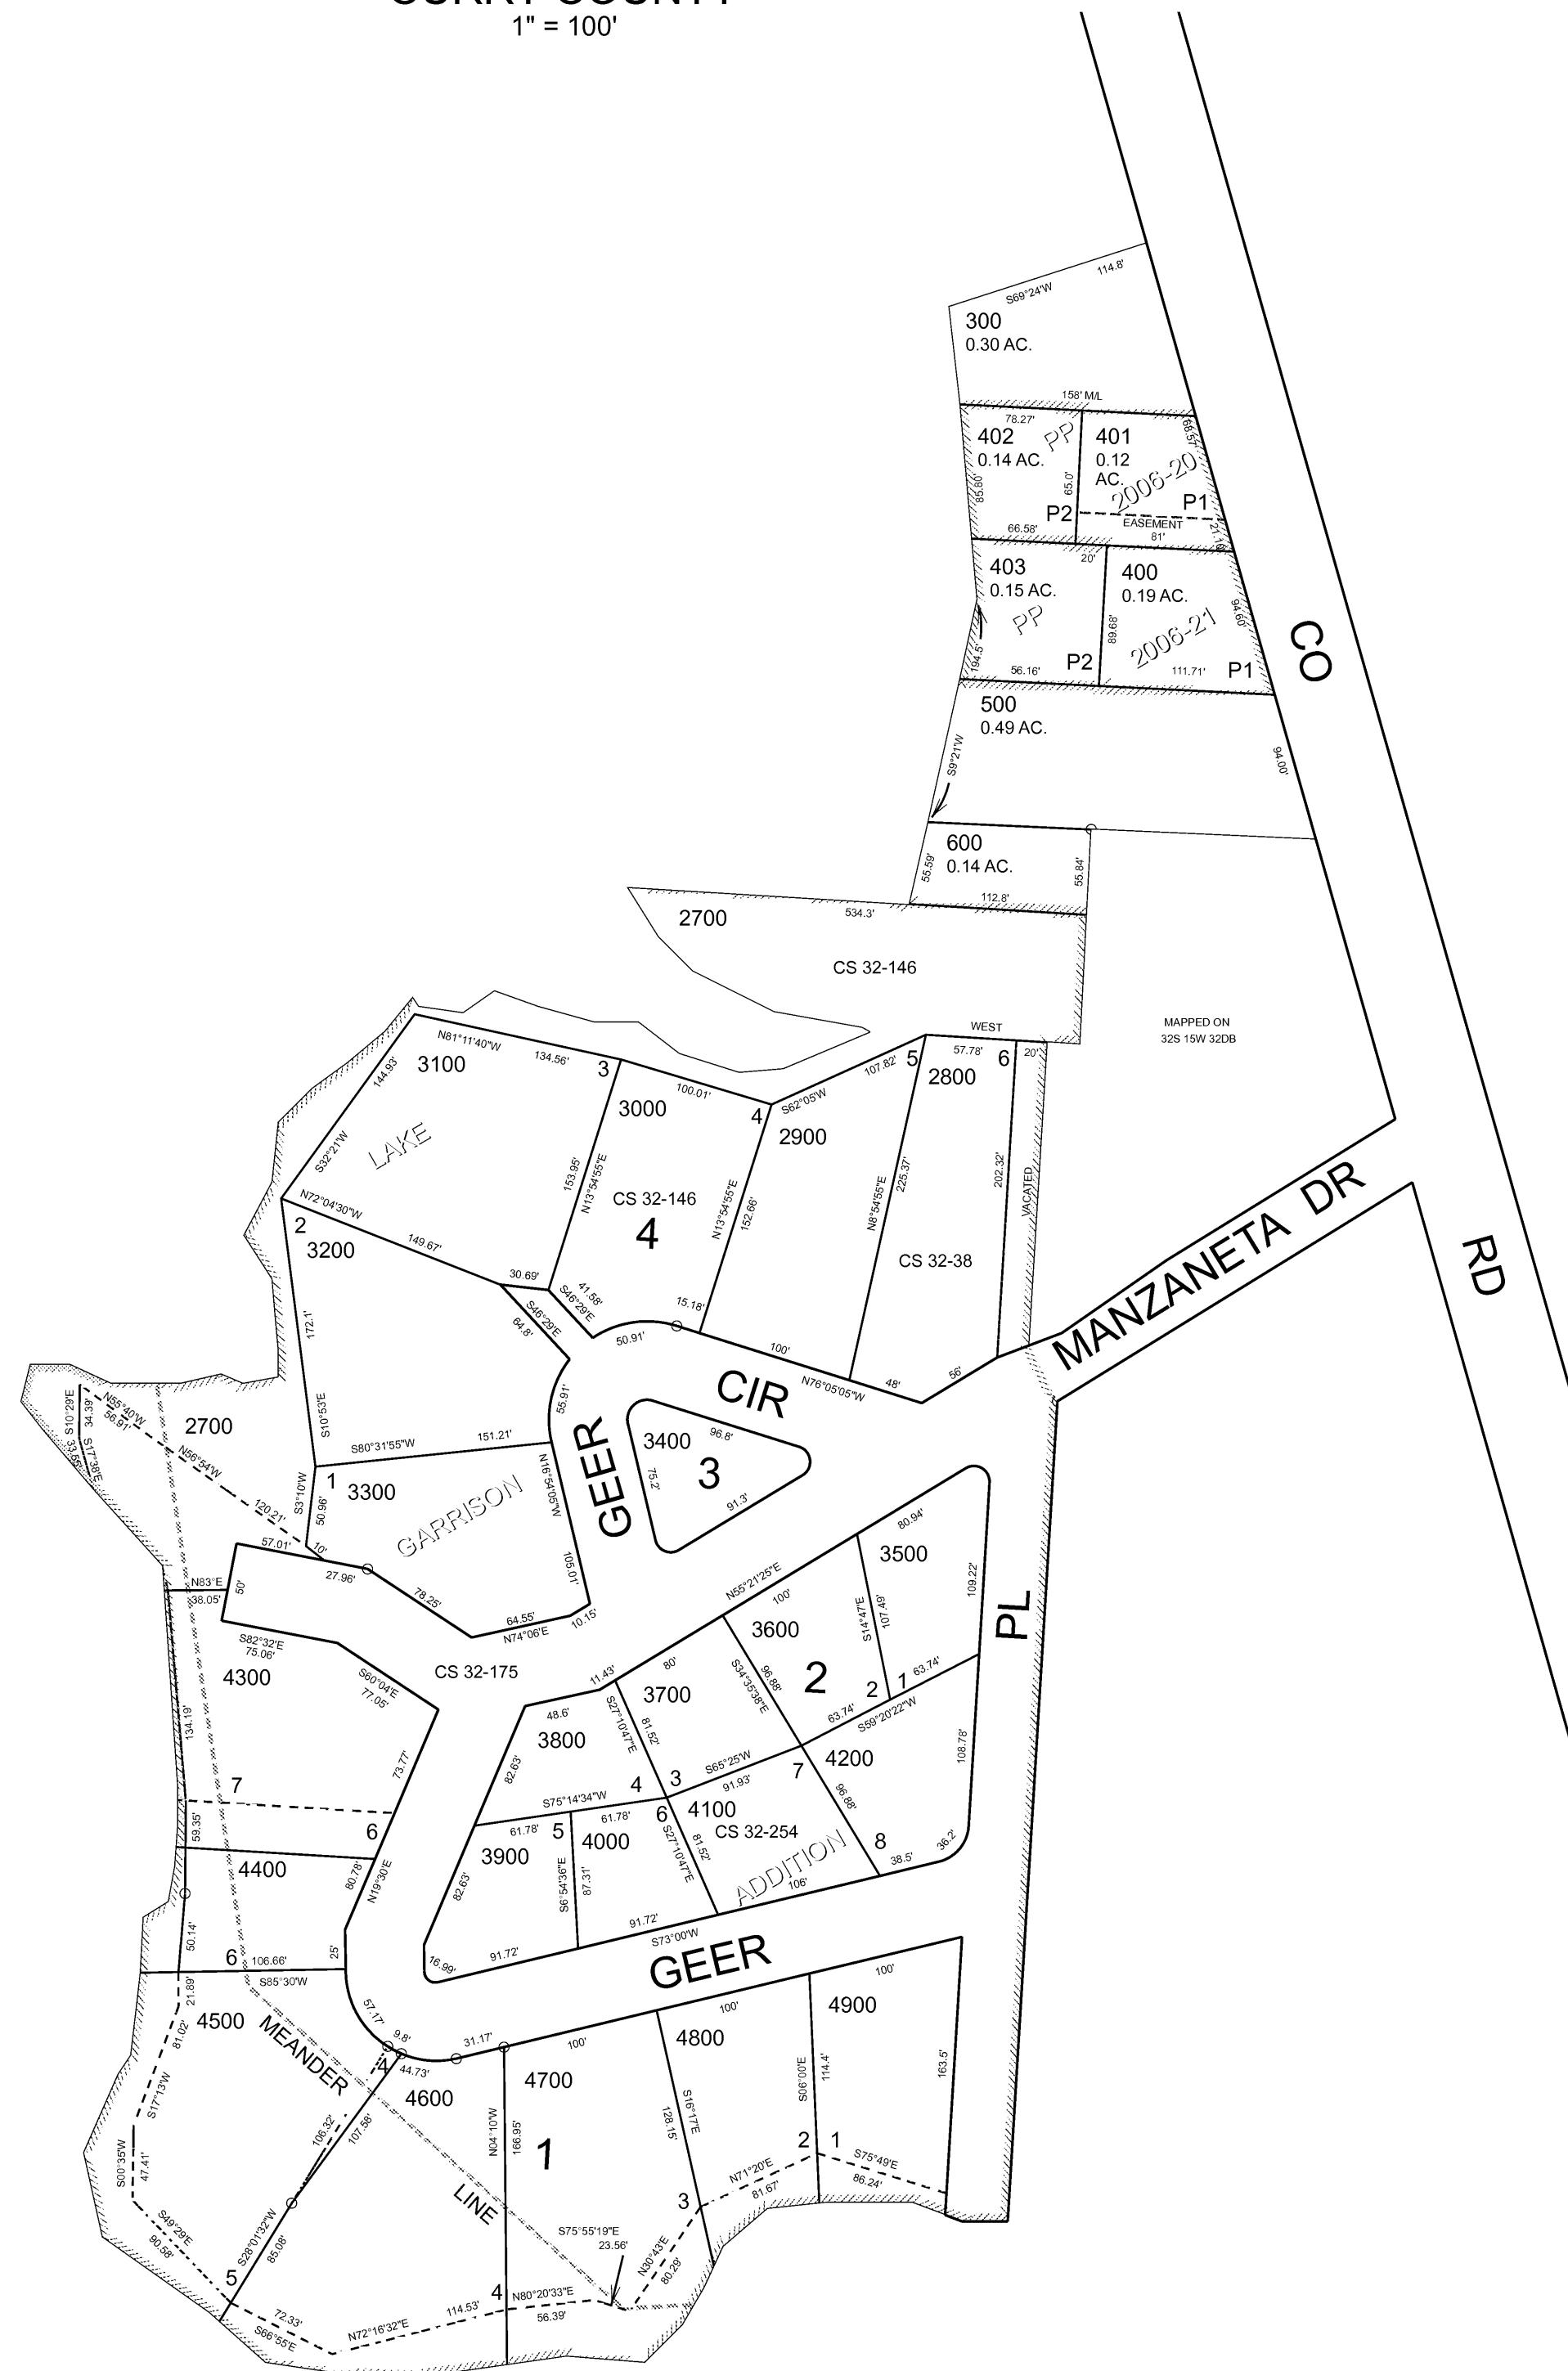 1" = 100'
S69°24'W
114.8'
300
0.30 AC.
158' M/L
78.27'
402
0.14 AC.
PP
401
0.12
AC.
68.57'
2006-20
85.80'
65.0'
P2
P1
EASEMENT
66.58'
81'
20'
403
0.15 AC.
400
0.19 AC.
PP
2006-21
94.60'
89.68'
194.5'
P2
56.16'
111.71'
P1
CO
500
0.49 AC.
S9°21'W
94.00'
600
0.14 AC.
55.59'
55.84'
112.8'
2700
534.3'
CS 32-146
MAPPED ON
32S 15W 32DB
WEST
57.78'
20'
5
6
2800
107.82'
S62°05'W
N81°11'40"W
134.56'
3100
144.93'
3
100.01'
3000
4
2900
LAKE
S32°21'W
153.95'
N13°54'55"E
CS 32-146
4
N13°54'55"E
152.66'
N8°54'55"E
225.37'
202.32'
VACATED
CS 32-38
N72°04'30"W
2
3200
149.67'
30.69'
S46°29'E
41.58'
S46°29'E
64.8'
15.18'
50.91'
100'
N76°05'05"W
48'
56'
MANZANETA DR
RD
172.1'
S10°53'E
55.91'
GEER
CIR
3400
96.8'
3
75.2'
91.3'
S10°29'E
34.39'
S17°38'E
N55°40'W
56.91'
N56°54'W
120.21'
2700
S80°31'55"W
151.21'
1
3300
S3°10'W
50.96'
GARRISON
N16°54'05"W
105.01'
57.01'
10'
27.96'
78.25'
64.55'
N74°06'E
10.15'
N83°E
38.05'
50'
S82°32'E
75.06'
4300
S60°04'E
77.05'
CS 32-175
80.94'
3500
109.22'
PL
N55°21'25"E
100'
3600
S14°47'E
107.49'
2
S34°35'38"E
96.88'
2
1
63.74'
63.74'
S59°20'22"W
11.43'
80'
3700
48.6'
3800
S27°10'47"E
81.52'
82.63'
S65°25'W
91.93'
7
4200
108.78'
4
3
S75°14'34"W
61.78'
61.78'
5
6
4100
CS 32-254
96.88'
3900
4000
S27°10'47"E
81.52'
ADDITION
8
36.2'
38.5'
82.63'
S6°54'36"E
87.31'
106'
91.72'
91.72'
S73°00'W
16.99'
134.19'
73.77'
7
59.35'
6
4400
80.78'
N19°30'E
50.14'
6
106.66'
S85°30'W
25'
GEER
21.89'
4500
81.02'
S17°13'W
MEANDER
57.17'
9.8'
44.73'
31.17'
4600
100'
4700
100'
4800
100'
4900
S00°35'W
47.41'
106.32'
107.58'
N04°10'W
166.95'
1
S16°17'E
128.15'
S06°00'E
114.4'
163.5'
2
1
S75°49'E
86.24'
N71°20'E
81.67'
3
LINE
S49°29'E
90.58'
S28°01'32"W
85.08'
5
S75°55'19"E
23.56'
N30°43'E
80.29'
72.33'
S66°55'E
N72°16'32"E
114.53'
4
N80°20'33"E
56.39'